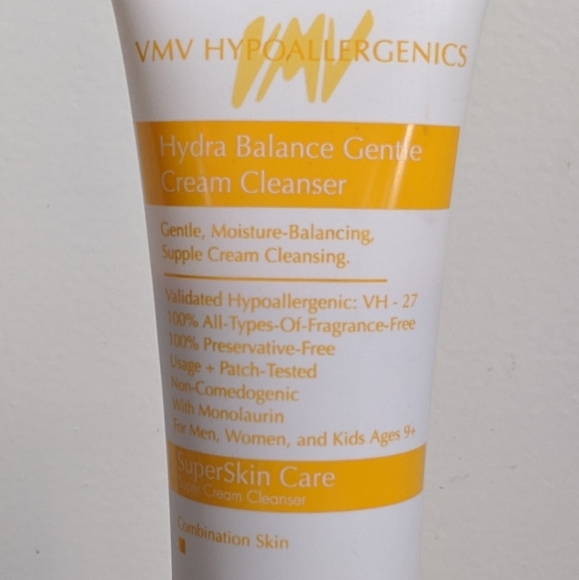 VMV HYPOALLERGENICS
VMV
Hydra Balance Gentle
Cream Cleanser
Gentle, Moisture-Balancing,
Supple Cream Cleansing.
Validated Hypoallergenic: VH - 27
100% All-Types-Of-Fragrance-Free
100% Preservative-Free
Usage + Patch-Tested
Non-Comedogenic
With Monolaurin
For Men, Women, and Kids Ages 9+
SuperSkin Care
Super Cream Cleanser
Combination Skin